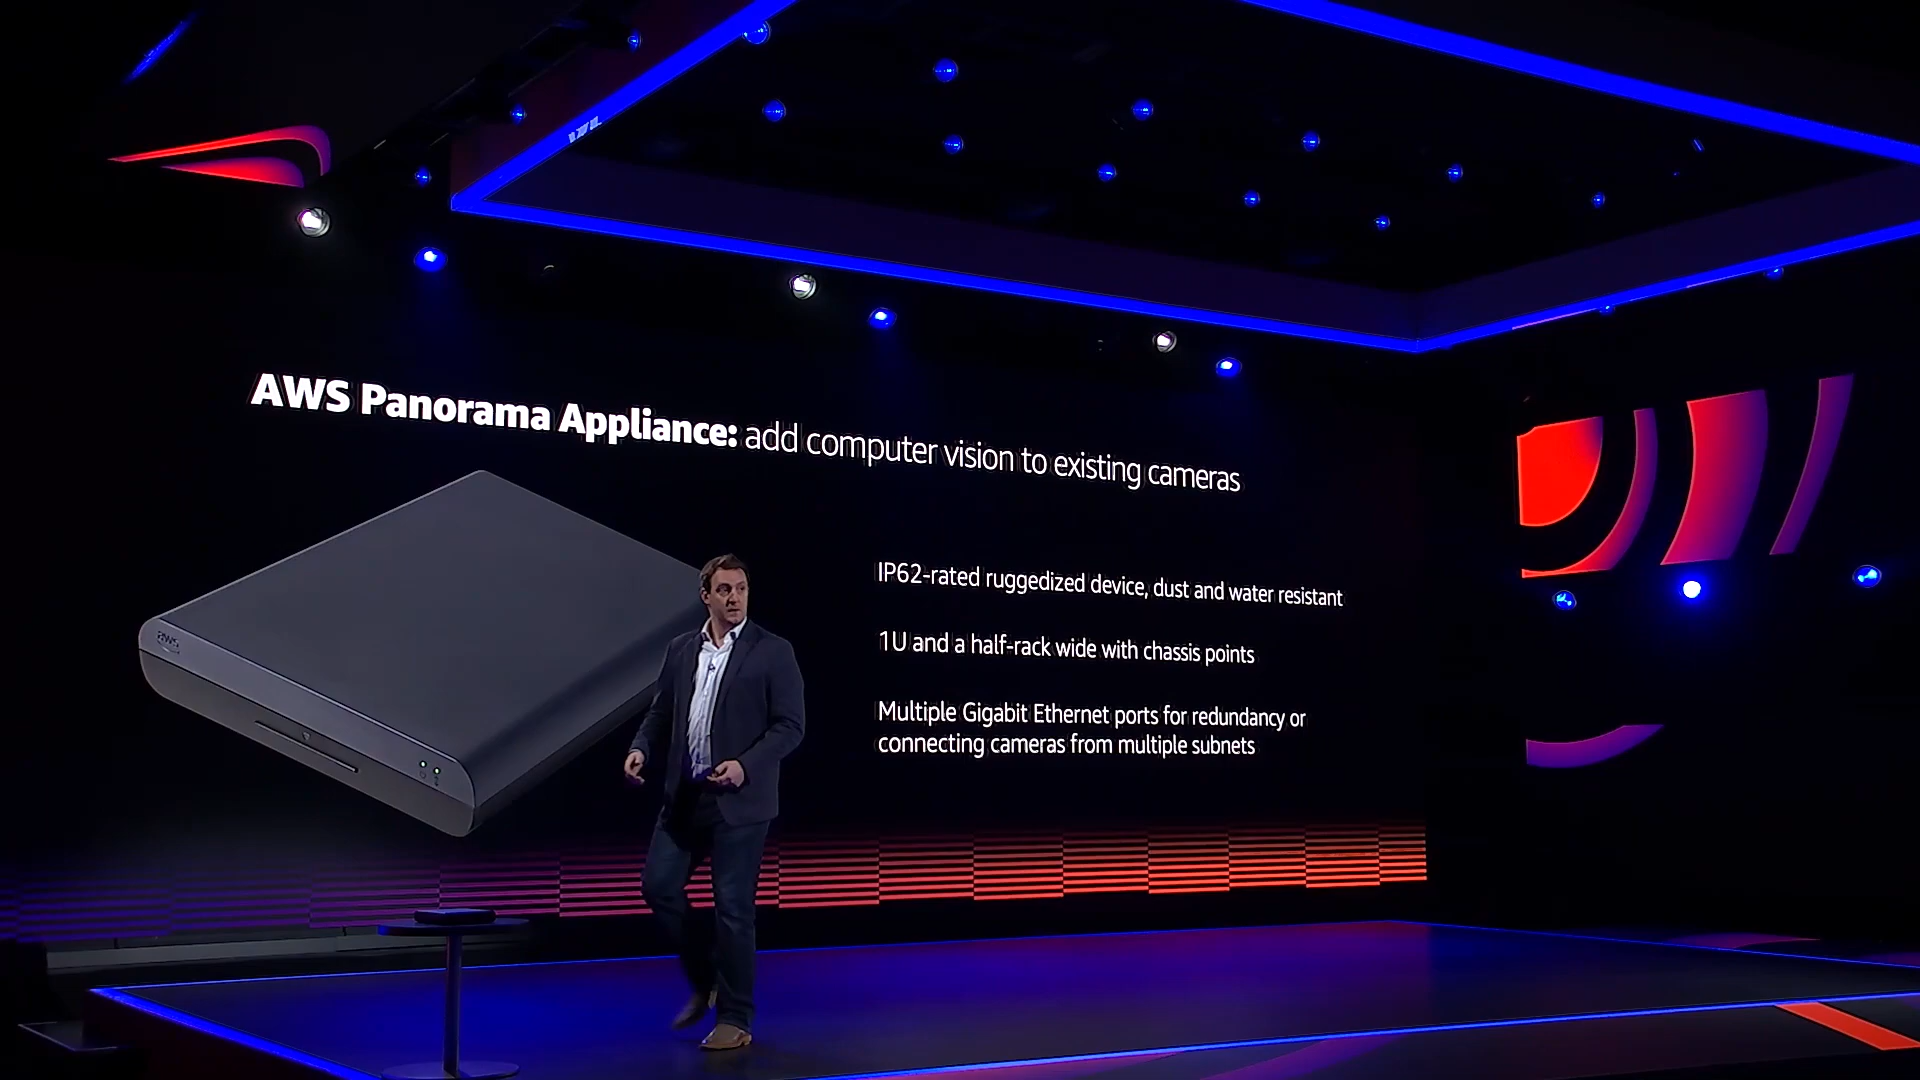 AWS Panorama Appliance: add computer vision to existing cameras
IP62-rated ruggedized device, dust and water resistant
1U and a half-rack wide with chassis points
Multiple Gigabit Ethernet ports for redundancy or
connecting cameras from multiple subnets
aws